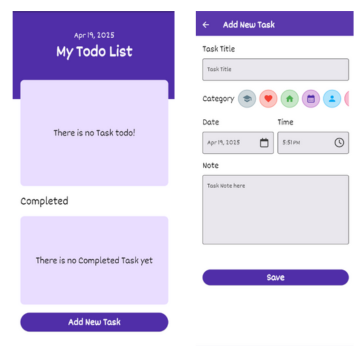 Apr 19, 2025
My Todo List
There is no Task todo!
Completed
There is no Completed Task yet
Add New Task
Add New Task
Task Title
Task Title
Category
Date
Time
Apr 19, 2025
5:51 PM
Note
Task Note here
Save